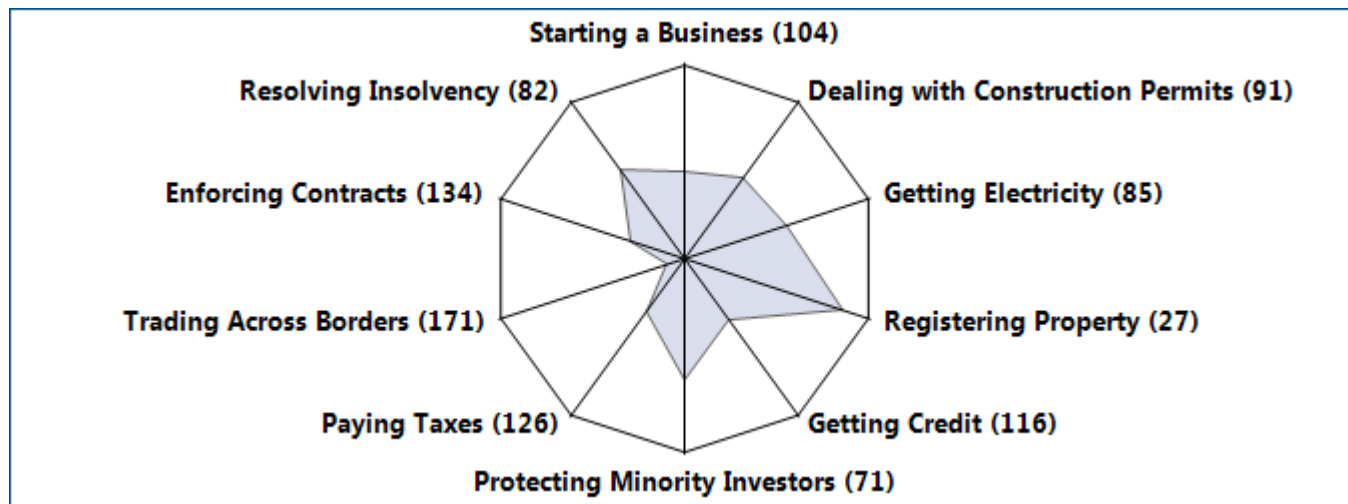 Starting a Business (104)
Resolving Insolvency (82)
Dealing with Construction Permits (91)
Enforcing Contracts (134)
Getting Electricity (85)
Trading Across Borders (171)
Registering Property (27)
Paying Taxes (126)
Getting Credit (116)
Protecting Minority Investors (71)